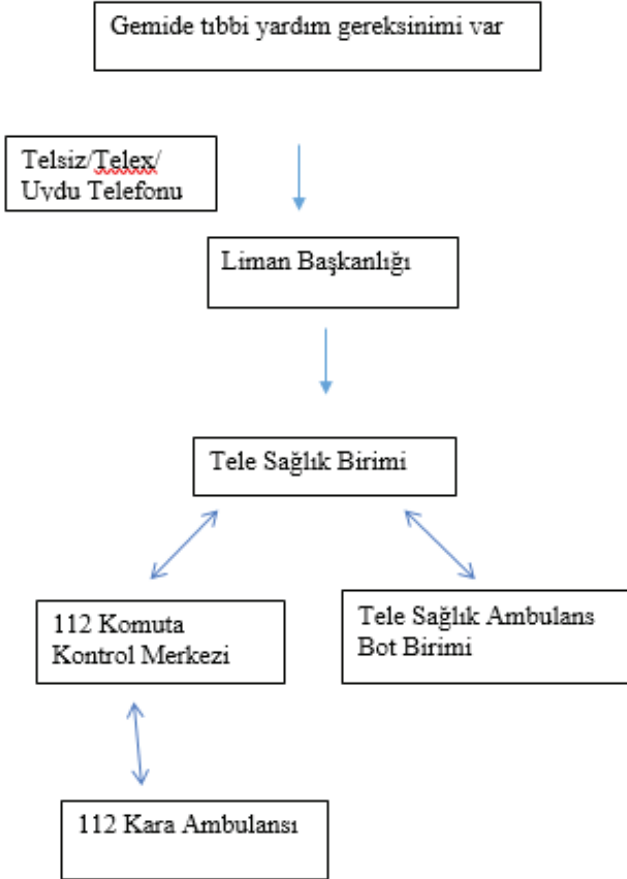 Gemide tıbbi yardım gereksinimi var
Telsiz/Telex/
Uydu Telefonu
Liman Başkanlığı
Tele Sağlık Birimi
112 Komuta
Kontrol Merkezi
Tele Sağlık Ambulans
Bot Birimi
112 Kara Ambulansı